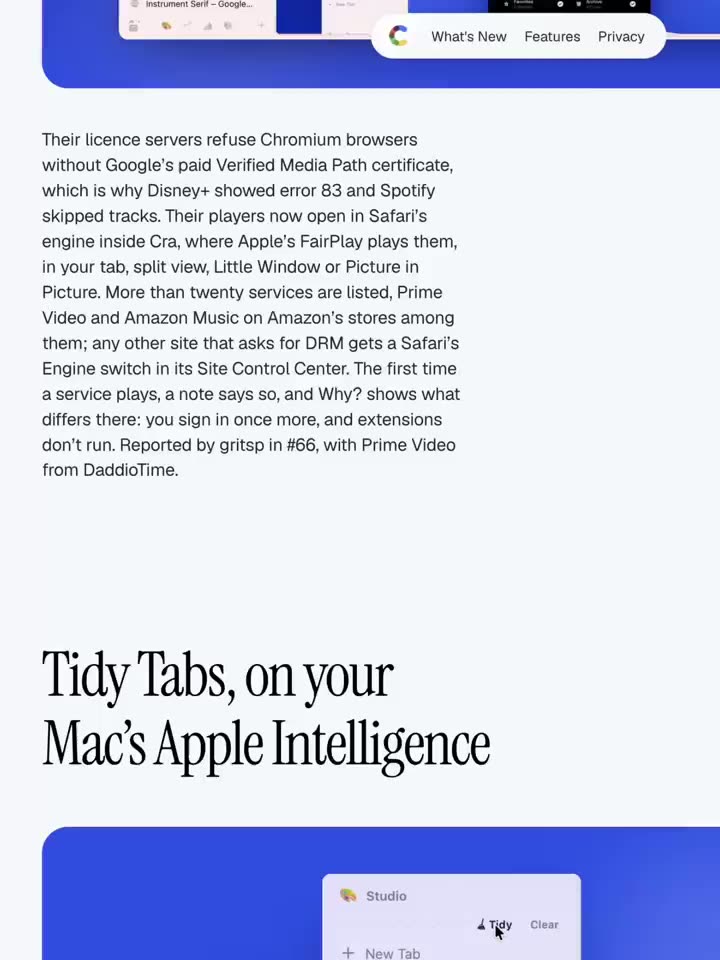 Instrument Serif – Google...
New Tab
Favorites
Archive
What's New Features Privacy
Their licence servers refuse Chromium browsers
without Google’s paid Verified Media Path certificate,
which is why Disney+ showed error 83 and Spotify
skipped tracks. Their players now open in Safari’s
engine inside Cra, where Apple’s FairPlay plays them,
in your tab, split view, Little Window or Picture in
Picture. More than twenty services are listed, Prime
Video and Amazon Music on Amazon’s stores among
them; any other site that asks for DRM gets a Safari’s
Engine switch in its Site Control Center. The first time
a service plays, a note says so, and Why? shows what
differs there: you sign in once more, and extensions
don’t run. Reported by gritsp in #66, with Prime Video
from DaddioTime.
Tidy Tabs, on your
Mac’s Apple Intelligence
Studio
Tidy Clear
+ New Tab